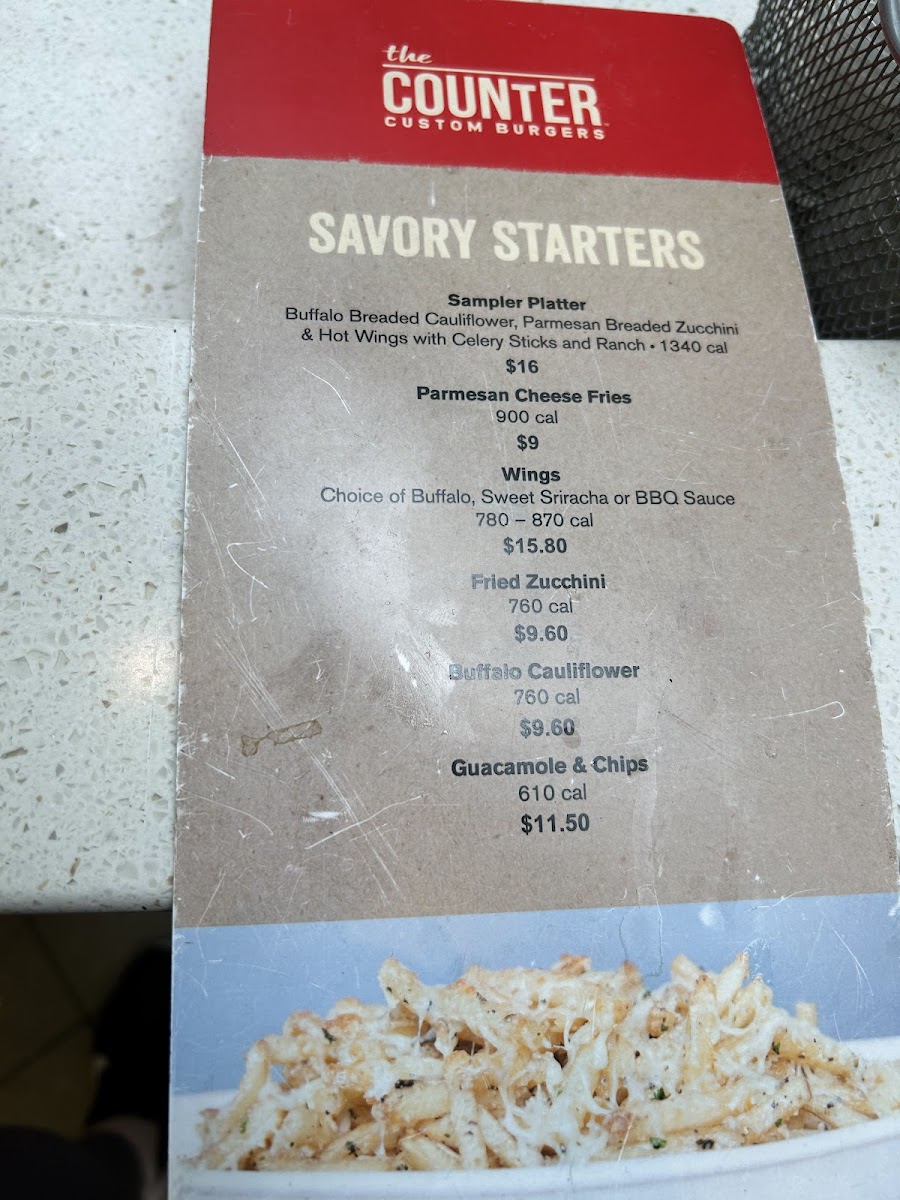 the
COUNTER
CUSTOM BURGERS
SAVORY STARTERS
Sampler Platter
Buffalo Breaded Cauliflower, Parmesan Breaded Zucchini
& Hot Wings with Celery Sticks and Ranch • 1340 cal
$16
Parmesan Cheese Fries
900 cal
$9
Wings
Choice of Buffalo, Sweet Sriracha or BBQ Sauce
780 – 870 cal
$15.80
Fried Zucchini
760 cal
$9.60
Buffalo Cauliflower
760 cal
$9.60
Guacamole & Chips
610 cal
$11.50